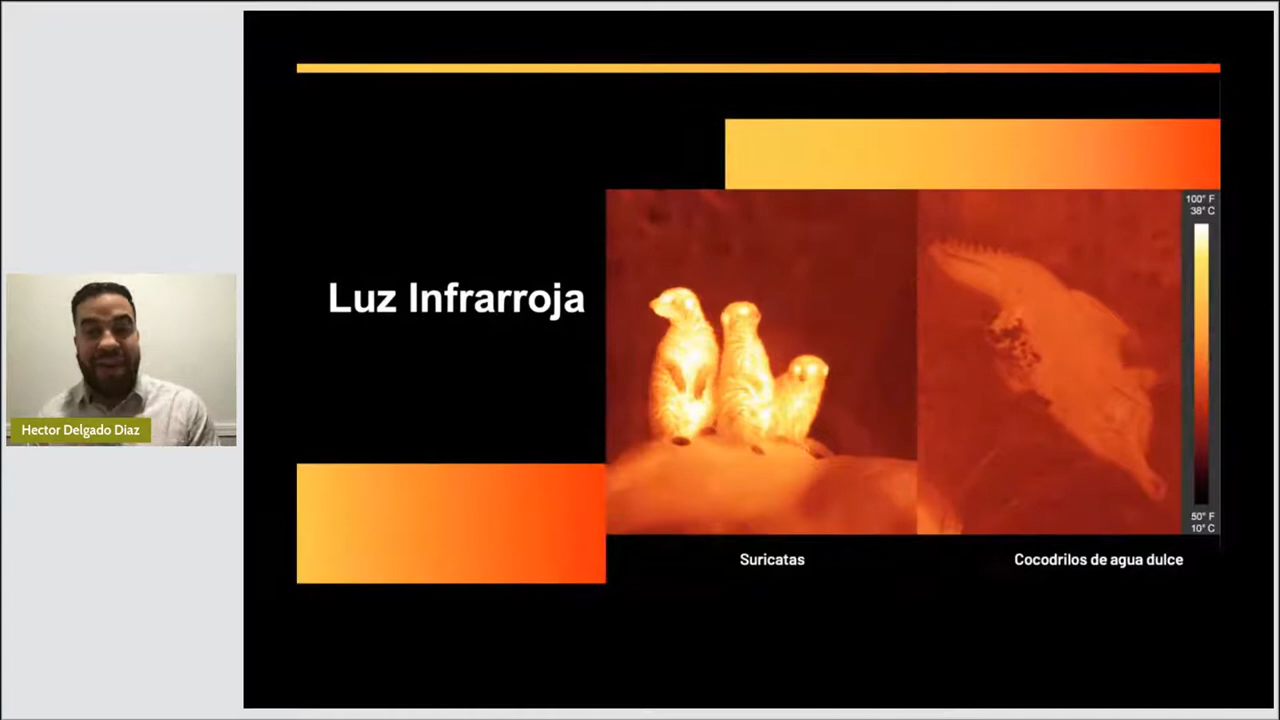 Luz Infrarroja
100° F
38° C
50° F
10° C
Suricatas
Cocodrilos de agua dulce
Hector Delgado Diaz